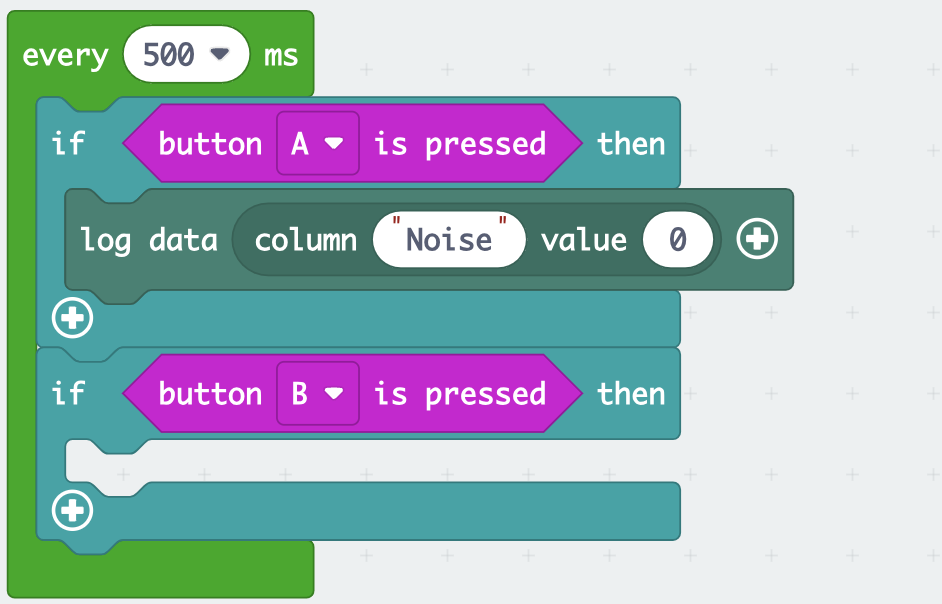 every 500 ms
if button A is pressed then
log data column "Noise" value 0
if button B is pressed then